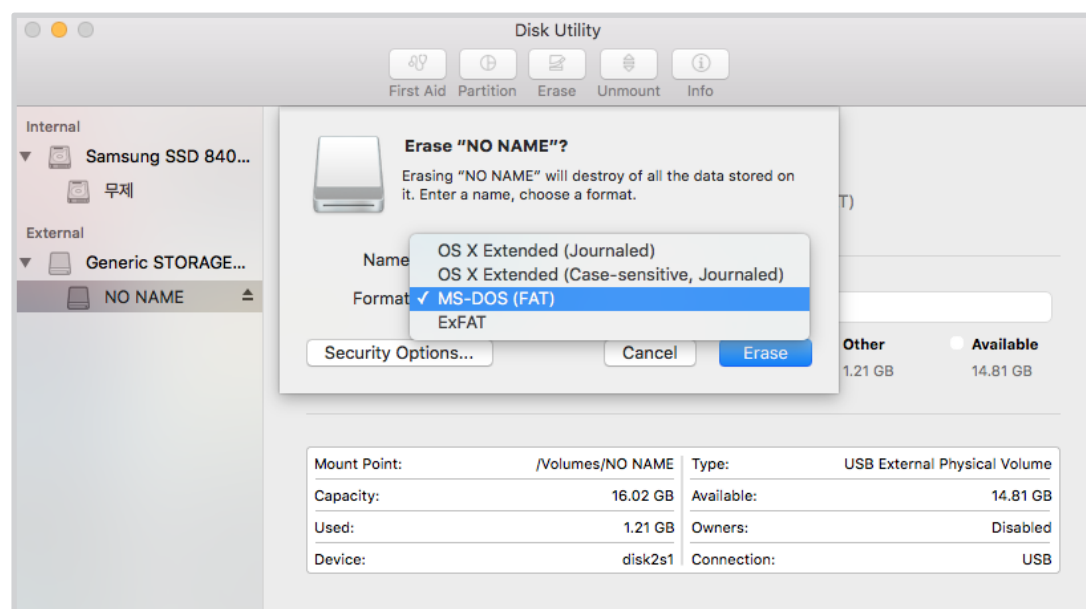 Disk Utility
First Aid Partition Erase Unmount Info
Internal
Samsung SSD 840...
무제
External
Generic STORAGE...
NO NAME
Erase “NO NAME”?
Erasing “NO NAME” will destroy of all the data stored on
it. Enter a name, choose a format.
T)
Name
OS X Extended (Journaled)
OS X Extended (Case-sensitive, Journaled)
Format ✓ MS-DOS (FAT)
ExFAT
Security Options... Cancel Erase
Other Available
1.21 GB 14.81 GB
Mount Point: /Volumes/NO NAME Type: USB External Physical Volume
Capacity: 16.02 GB Available: 14.81 GB
Used: 1.21 GB Owners: Disabled
Device: disk2s1 Connection: USB